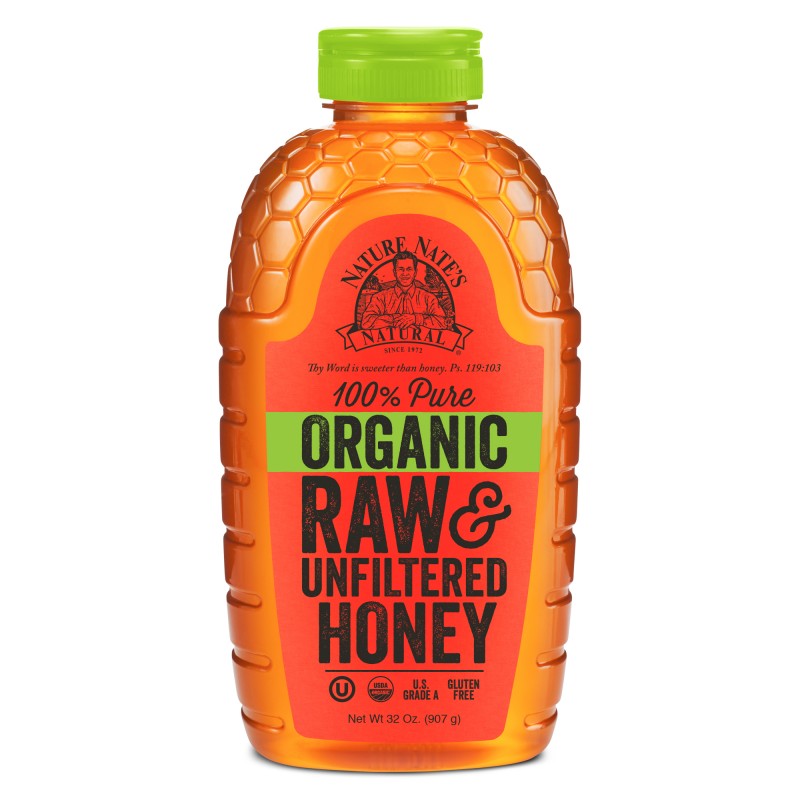 NATURE NATE'S
NATURAL
SINCE 1972
®
Thy Word is sweeter than honey. Ps. 119:103
100% Pure
ORGANIC
RAW &
UNFILTERED
HONEY
U USDA ORGANIC U.S. GRADE A GLUTEN FREE
Net Wt 32 Oz. (907 g)